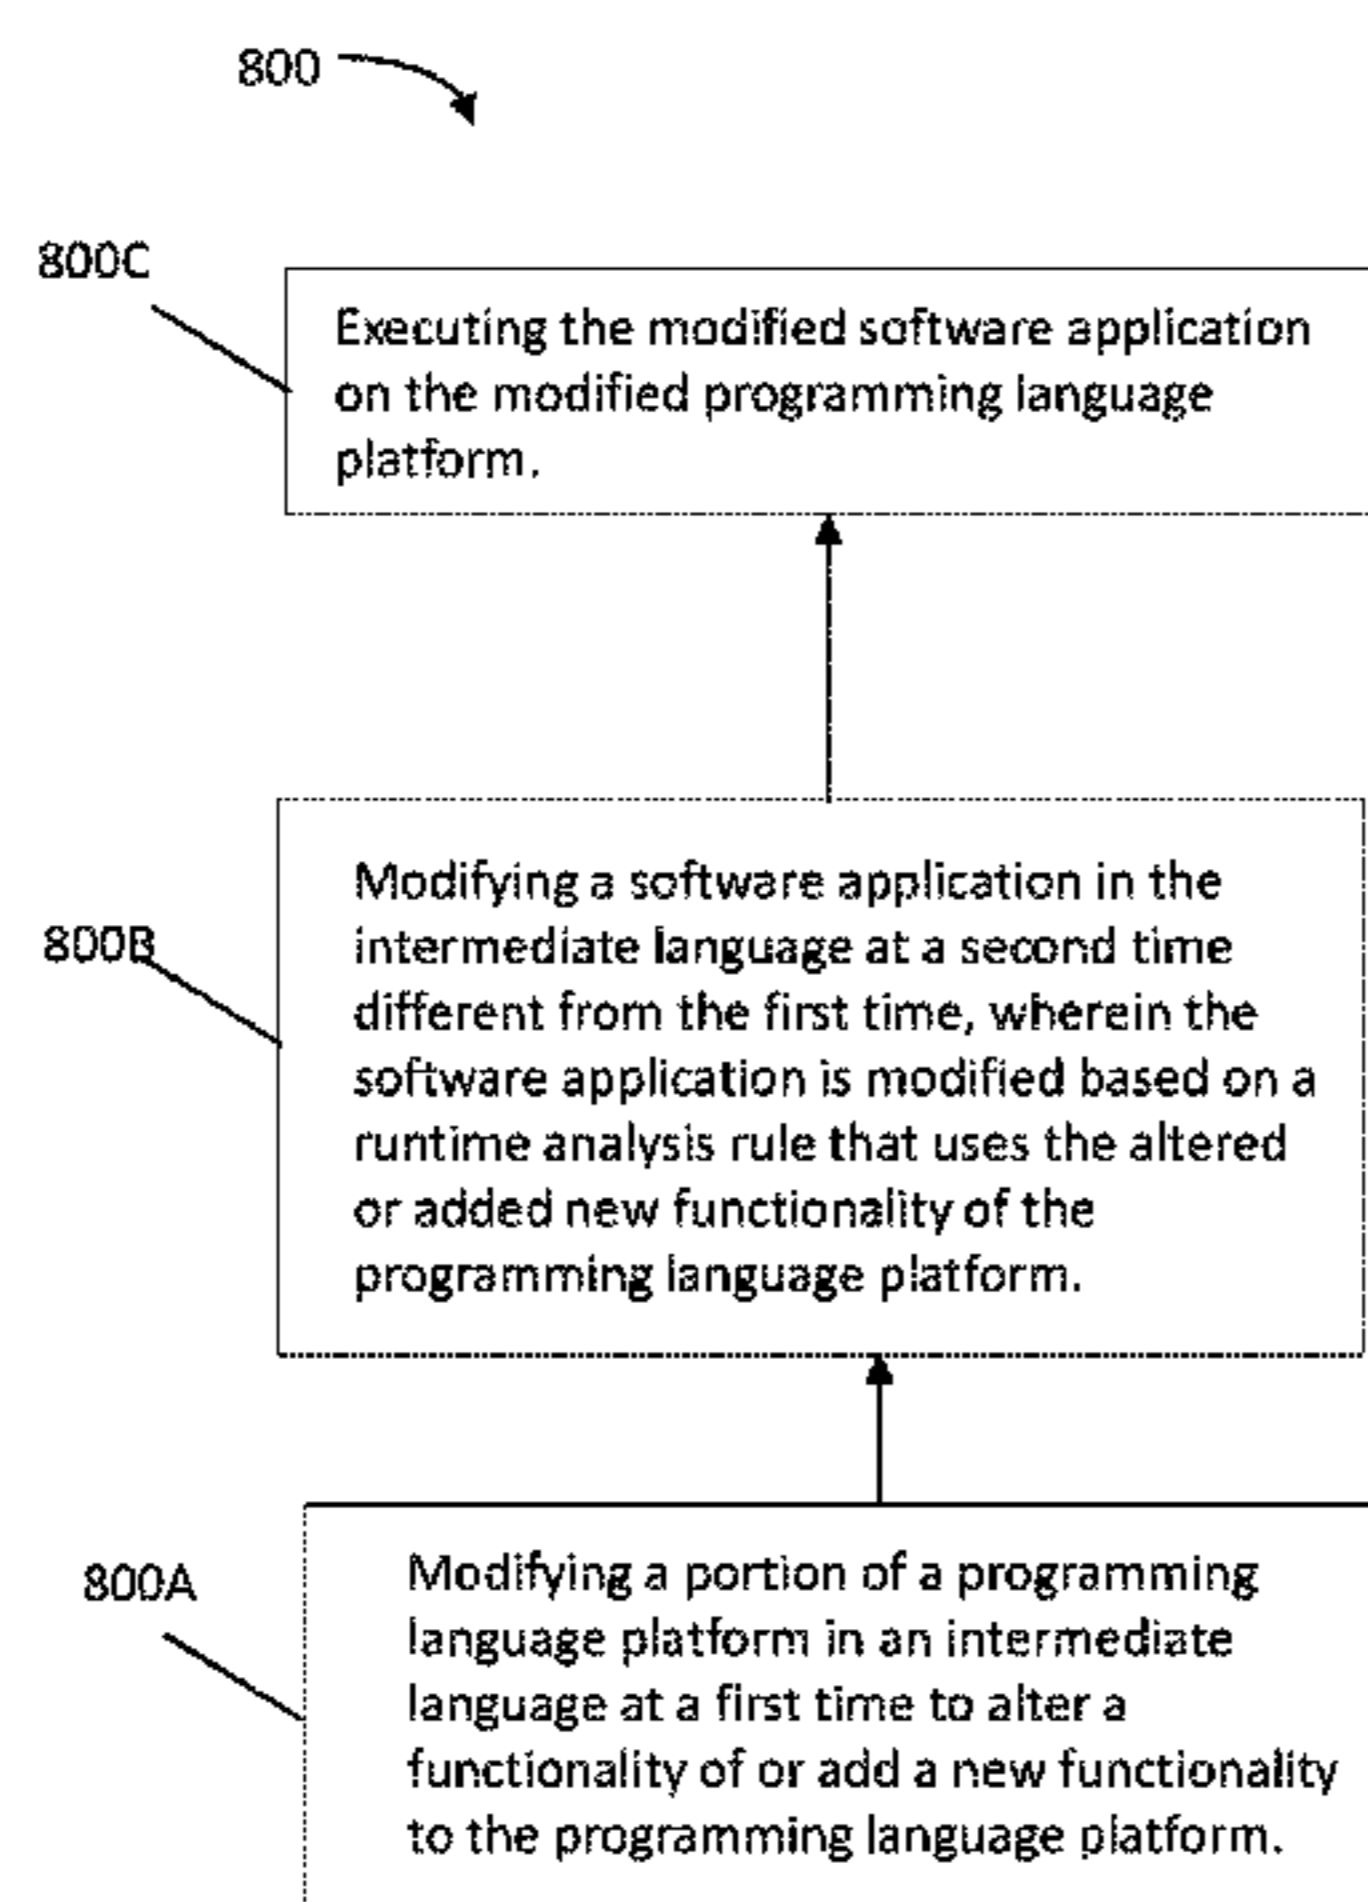 800
800C
Executing the modified software application
on the modified programming language
platform.
800B
Modifying a software application in the
intermediate language at a second time
different from the first time, wherein the
software application is modified based on a
runtime analysis rule that uses the altered
or added new functionality of the
programming language platform.
800A
Modifying a portion of a programming
language platform in an intermediate
language at a first time to alter a
functionality of or add a new functionality
to the programming language platform.